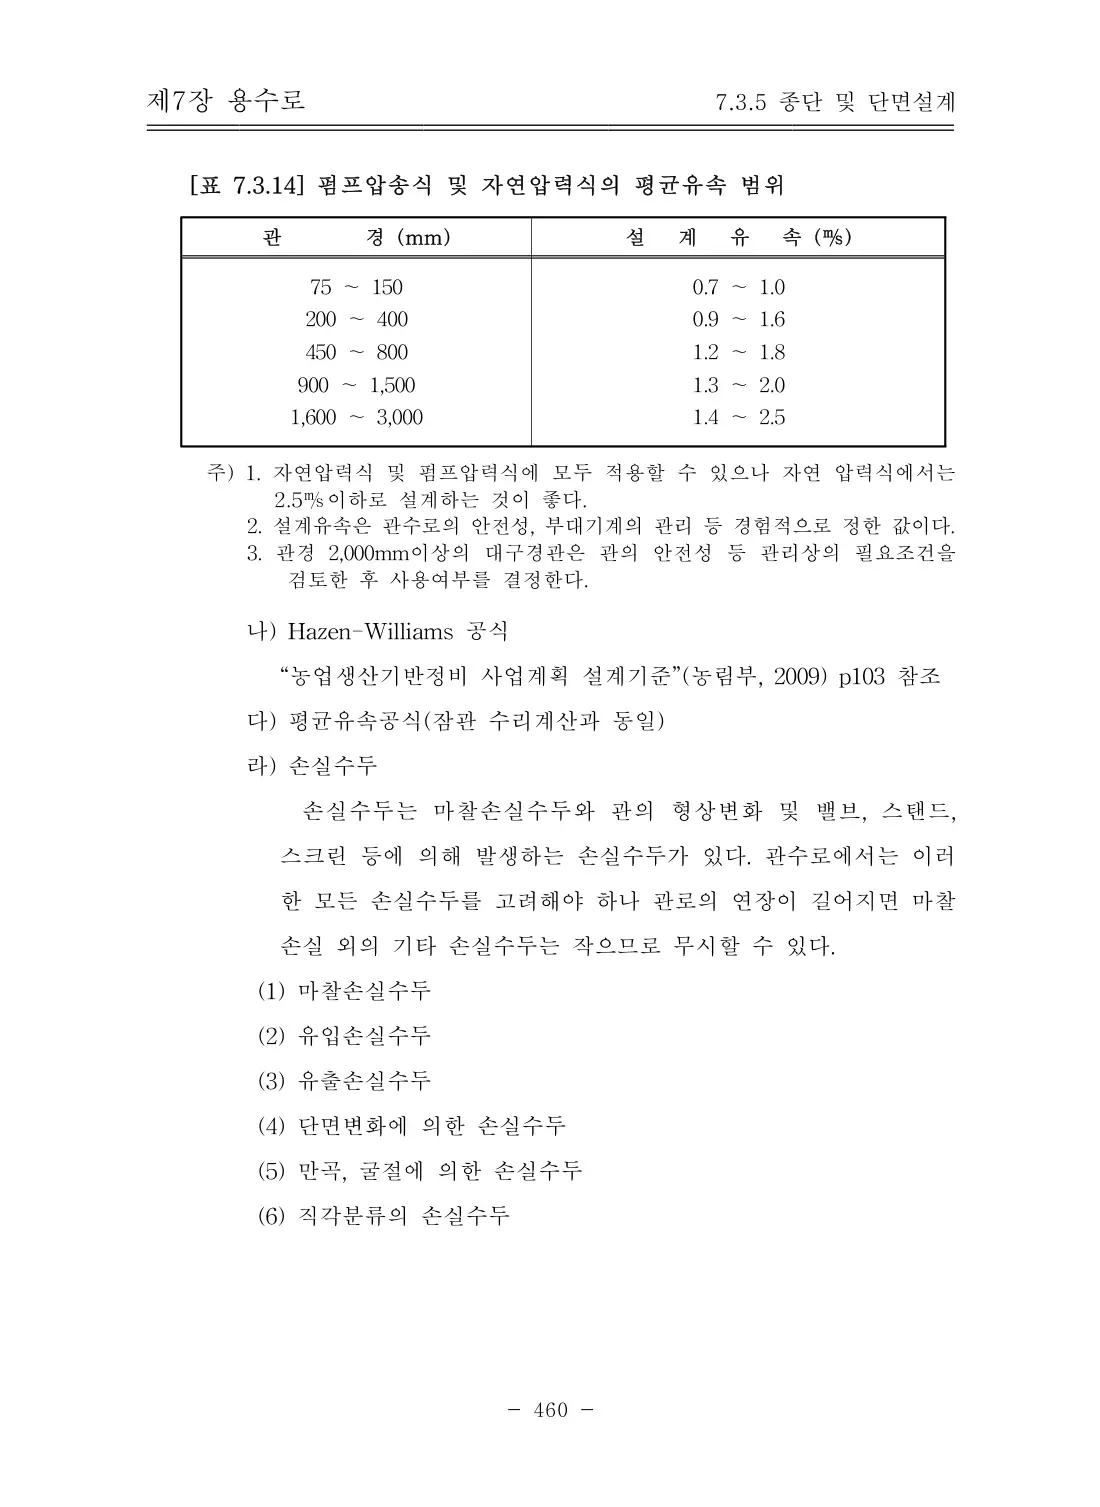 제7장 용수로 7.3.5 종단 및 단면설계
[표 7.3.14] 펌프압송식 및 자연압력식의 평균유속 범위
관 경 (mm) 설 계 유 속 (㎧)
75 ~ 150 0.7 ~ 1.0
200 ~ 400 0.9 ~ 1.6
450 ~ 800 1.2 ~ 1.8
900 ~ 1,500 1.3 ~ 2.0
1,600 ~ 3,000 1.4 ~ 2.5
주) 1. 자연압력식 및 펌프압력식에 모두 적용할 수 있으나 자연 압력식에서는
2.5㎧이하로 설계하는 것이 좋다.
2. 설계유속은 관수로의 안전성, 부대기계의 관리 등 경험적으로 정한 값이다.
3. 관경 2,000mm이상의 대구경관은 관의 안전성 등 관리상의 필요조건을
검토한 후 사용여부를 결정한다.
나) Hazen-Williams 공식
“농업생산기반정비 사업계획 설계기준”(농림부, 2009) p103 참조
다) 평균유속공식(잠관 수리계산과 동일)
라) 손실수두
손실수두는 마찰손실수두와 관의 형상변화 및 밸브, 스탠드,
스크린 등에 의해 발생하는 손실수두가 있다. 관수로에서는 이러
한 모든 손실수두를 고려해야 하나 관로의 연장이 길어지면 마찰
손실 외의 기타 손실수두는 작으므로 무시할 수 있다.
(1) 마찰손실수두
(2) 유입손실수두
(3) 유출손실수두
(4) 단면변화에 의한 손실수두
(5) 만곡, 굴절에 의한 손실수두
(6) 직각분류의 손실수두
- 460 -